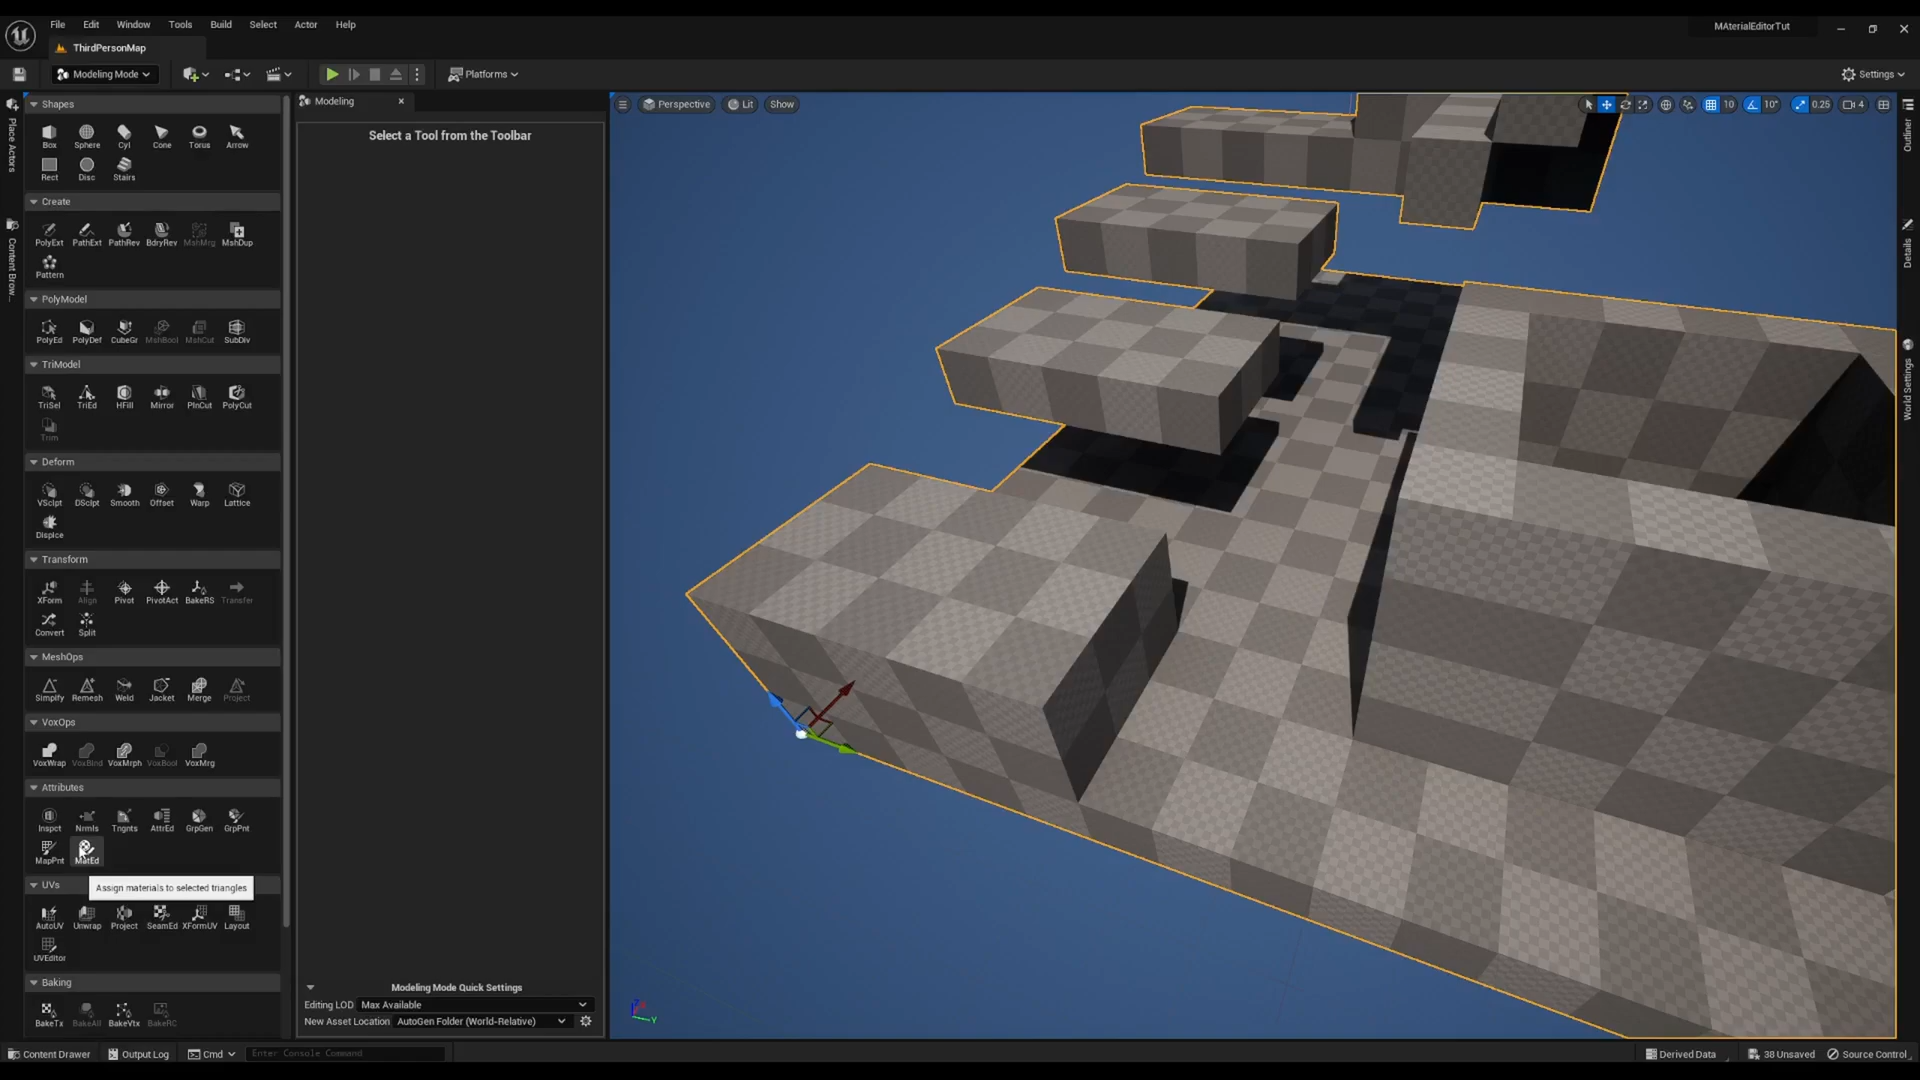 File Edit Window Tools Build Select Actor Help
MAterialEditorTut
ThirdPersonMap
Modeling Mode
Platforms
Settings
Place Actors
Content Brow...
Shapes
Box Sphere Cyl Cone Torus Arrow
Rect Disc Stairs
Create
PolyExt PathExt PathRev BdryRev MshMrg MshDup
Pattern
PolyModel
PolyEd PolyDef CubeGr MshBool MshCut SubDiv
TriModel
TriSel TriEd HFill Mirror PlnCut PolyCut
Trim
Deform
VSclpt DSclpt Smooth Offset Warp Lattice
Displce
Transform
XForm Align Pivot PivotAct BakeRS Transfer
Convert Split
MeshOps
Simplfy Remesh Weld Jacket Merge Project
VoxOps
VoxWrap VoxBlnd VoxMrph VoxBool VoxMrg
Attributes
Inspct Nrmls Tngnts AttrEd GrpGen GrpPnt
MapPnt MatEd
Assign materials to selected triangles
UVs
AutoUV Unwrap Project SeamEd XFormUV Layout
UVEditor
Baking
BakeTx BakeAll BakeVtx BakeRC
Modeling
Select a Tool from the Toolbar
Modeling Mode Quick Settings
Editing LOD Max Available
New Asset Location AutoGen Folder (World-Relative)
Perspective Lit Show
10 10° 0.25 4
Outliner
Details
World Settings
Content Drawer Output Log Cmd Enter Console Command
Derived Data 38 Unsaved Source Control